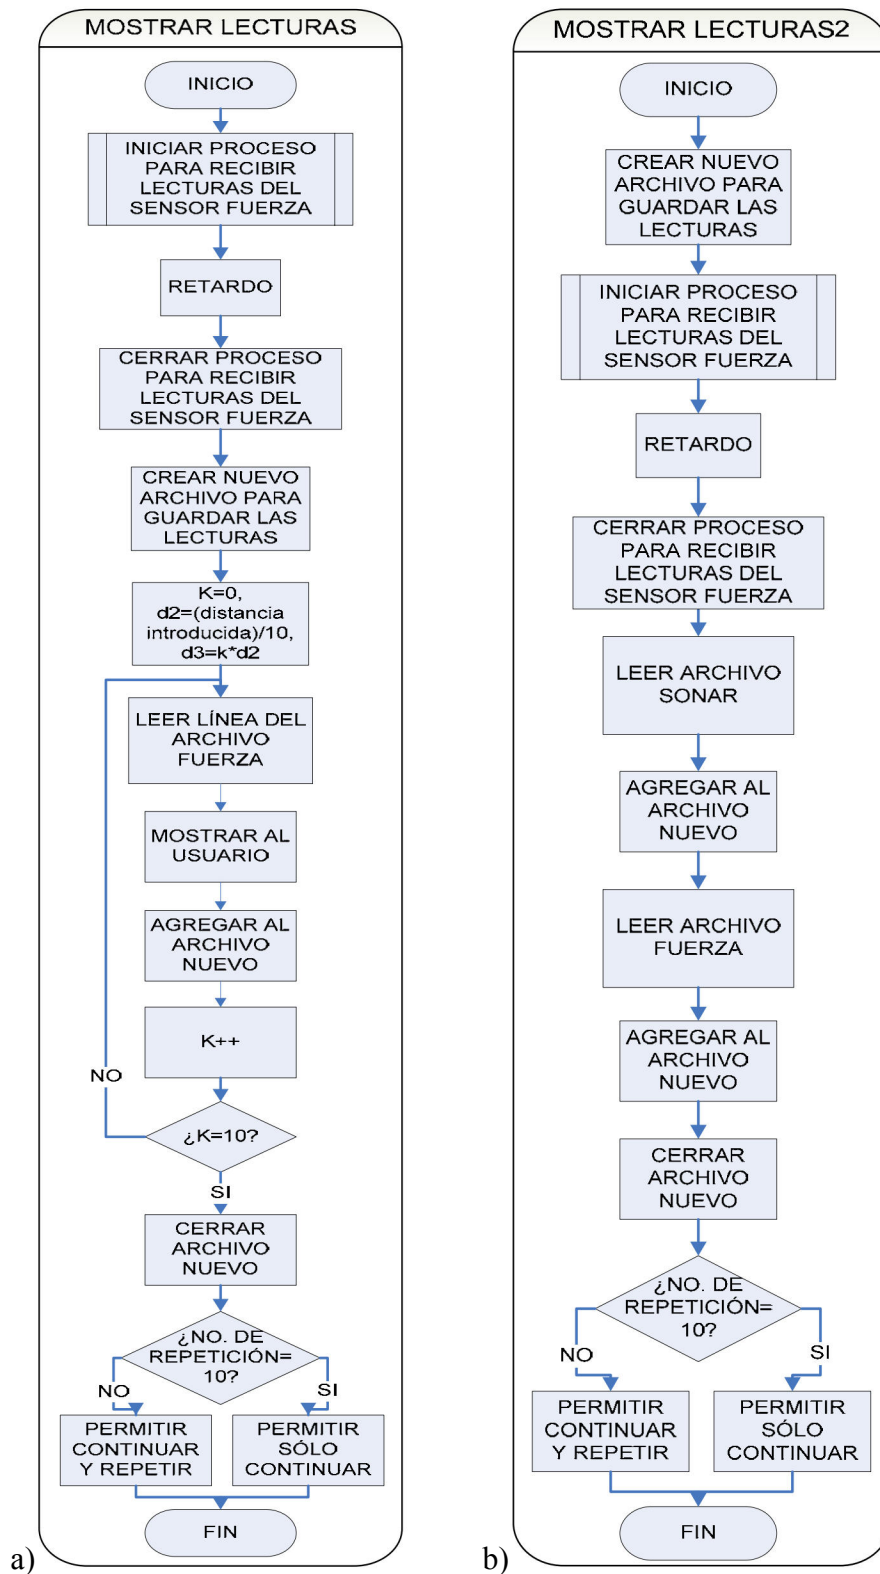 MOSTRAR LECTURAS
INICIO
INICIAR PROCESO
PARA RECIBIR
LECTURAS DEL
SENSOR FUERZA
RETARDO
CERRAR PROCESO
PARA RECIBIR
LECTURAS DEL
SENSOR FUERZA
CREAR NUEVO
ARCHIVO PARA
GUARDAR LAS
LECTURAS
K=0,
d2=(distancia
introducida)/10,
d3=k*d2
LEER LÍNEA DEL
ARCHIVO
FUERZA
MOSTRAR AL
USUARIO
AGREGAR AL
ARCHIVO
NUEVO
K++
NO
¿K=10?
SI
CERRAR
ARCHIVO
NUEVO
¿NO. DE
REPETICIÓN=
10?
NO
SI
PERMITIR
CONTINUAR
Y REPETIR
PERMITIR
SÓLO
CONTINUAR
FIN
a)
MOSTRAR LECTURAS2
INICIO
CREAR NUEVO
ARCHIVO PARA
GUARDAR LAS
LECTURAS
INICIAR PROCESO
PARA RECIBIR
LECTURAS DEL
SENSOR FUERZA
RETARDO
CERRAR PROCESO
PARA RECIBIR
LECTURAS DEL
SENSOR FUERZA
LEER ARCHIVO
SONAR
AGREGAR AL
ARCHIVO
NUEVO
LEER ARCHIVO
FUERZA
AGREGAR AL
ARCHIVO
NUEVO
CERRAR
ARCHIVO
NUEVO
¿NO. DE
REPETICIÓN=
10?
NO
SI
PERMITIR
CONTINUAR
Y REPETIR
PERMITIR
SÓLO
CONTINUAR
FIN
b)